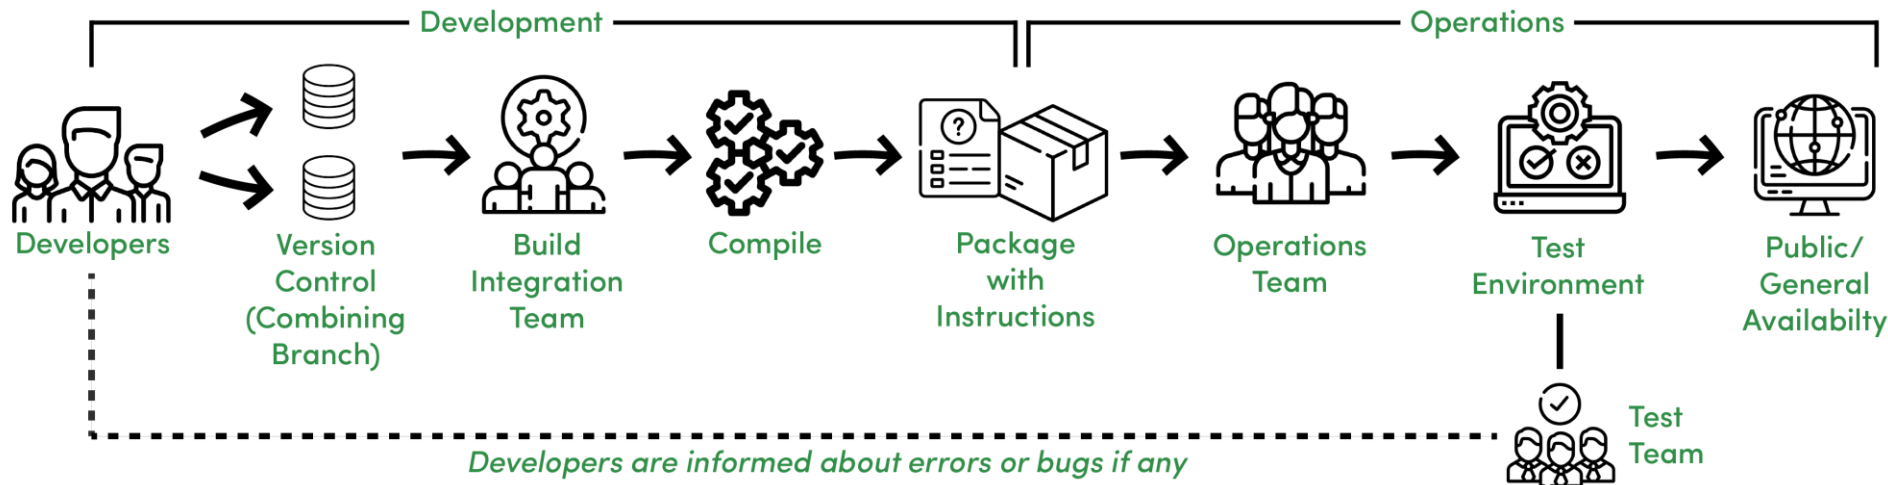 Development
Operations
Developers
Version
Control
(Combining
Branch)
Build
Integration
Team
Compile
?
Package
with
Instructions
Operations
Team
Test
Environment
Public/
General
Availabilty
Test
Team
Developers are informed about errors or bugs if any